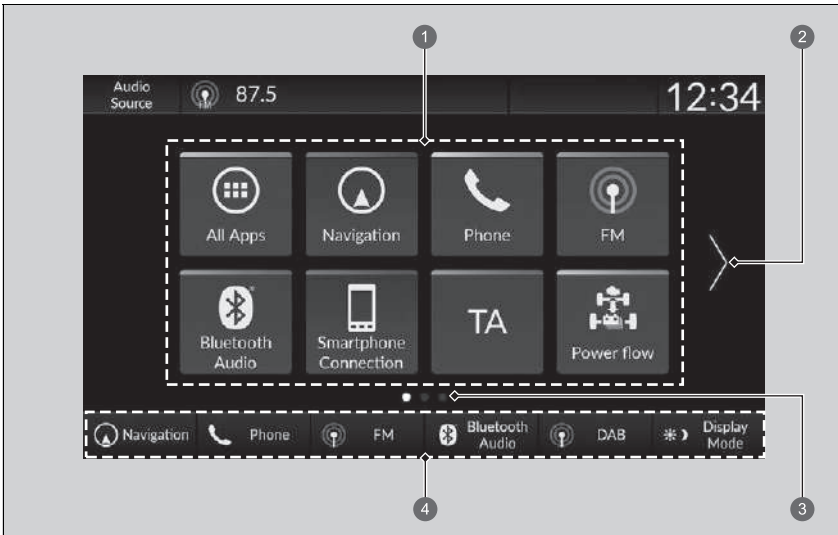 1
2
Audio
Source
FM
87.5
12:34
All Apps
Navigation
Phone
FM
Bluetooth
Audio
Smartphone
Connection
TA
Power flow
Navigation
Phone
FM
Bluetooth
Audio
DAB
Display
Mode
4
3